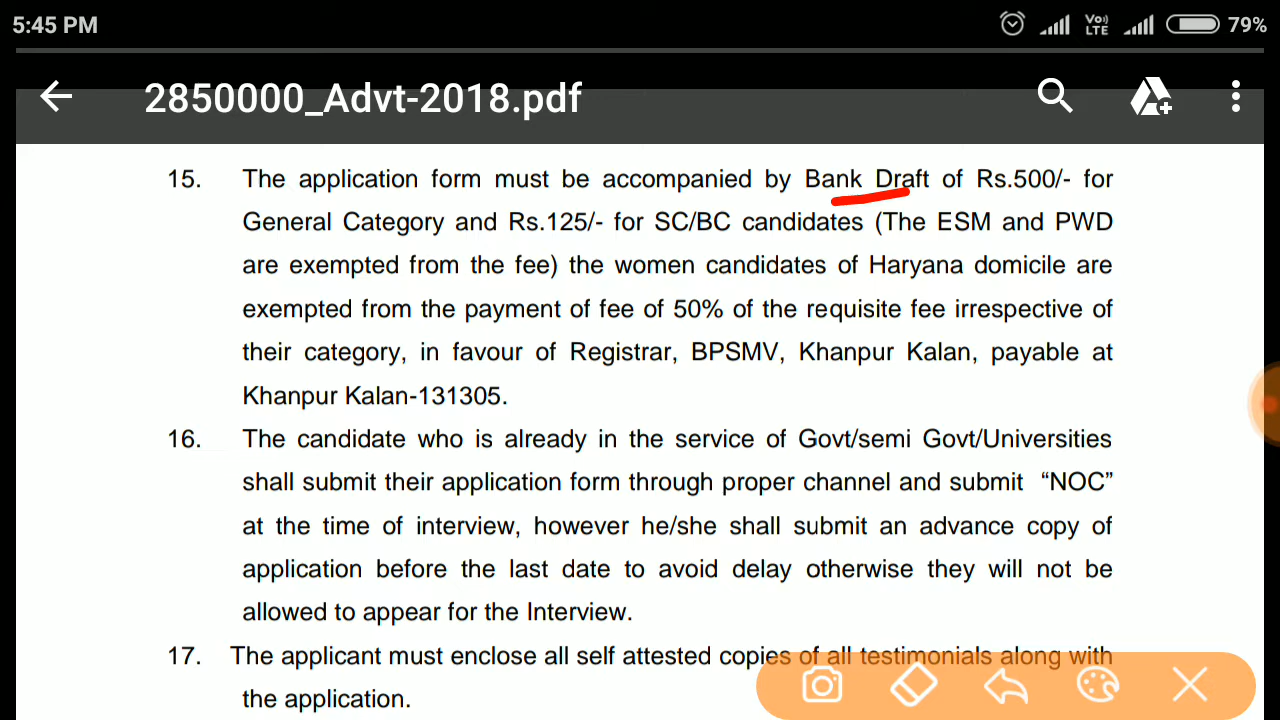 5:45 PM
Vo) LTE
79%
2850000_Advt-2018.pdf
15. The application form must be accompanied by Bank Draft of Rs.500/- for
General Category and Rs.125/- for SC/BC candidates (The ESM and PWD
are exempted from the fee) the women candidates of Haryana domicile are
exempted from the payment of fee of 50% of the requisite fee irrespective of
their category, in favour of Registrar, BPSMV, Khanpur Kalan, payable at
Khanpur Kalan-131305.
16. The candidate who is already in the service of Govt/semi Govt/Universities
shall submit their application form through proper channel and submit “NOC”
at the time of interview, however he/she shall submit an advance copy of
application before the last date to avoid delay otherwise they will not be
allowed to appear for the Interview.
17. The applicant must enclose all self attested copies of all testimonials along with
the application.